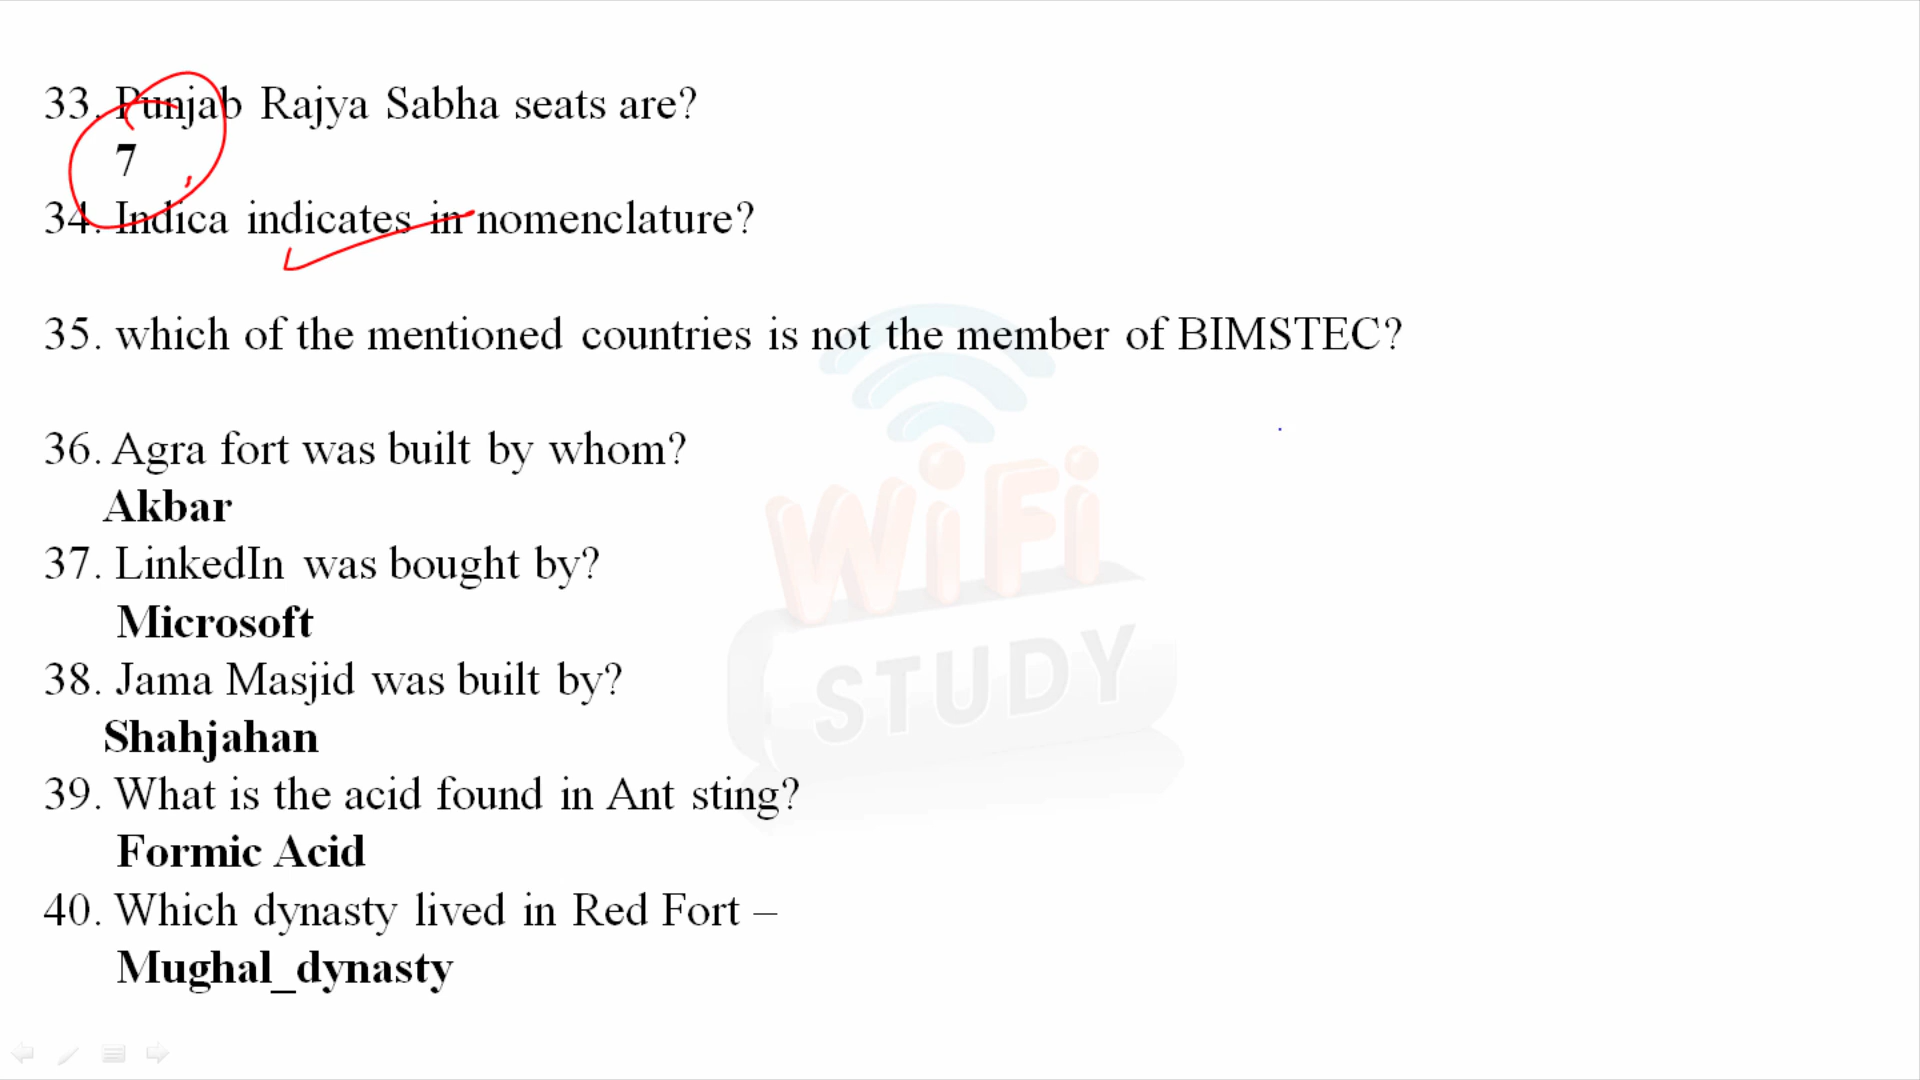 33. Punjab Rajya Sabha seats are?
7
34. Indica indicates in nomenclature?
35. which of the mentioned countries is not the member of BIMSTEC?
36. Agra fort was built by whom?
Akbar
37. LinkedIn was bought by?
Microsoft
38. Jama Masjid was built by?
Shahjahan
39. What is the acid found in Ant sting?
Formic Acid
40. Which dynasty lived in Red Fort –
Mughal_dynasty
WiFi
STUDY